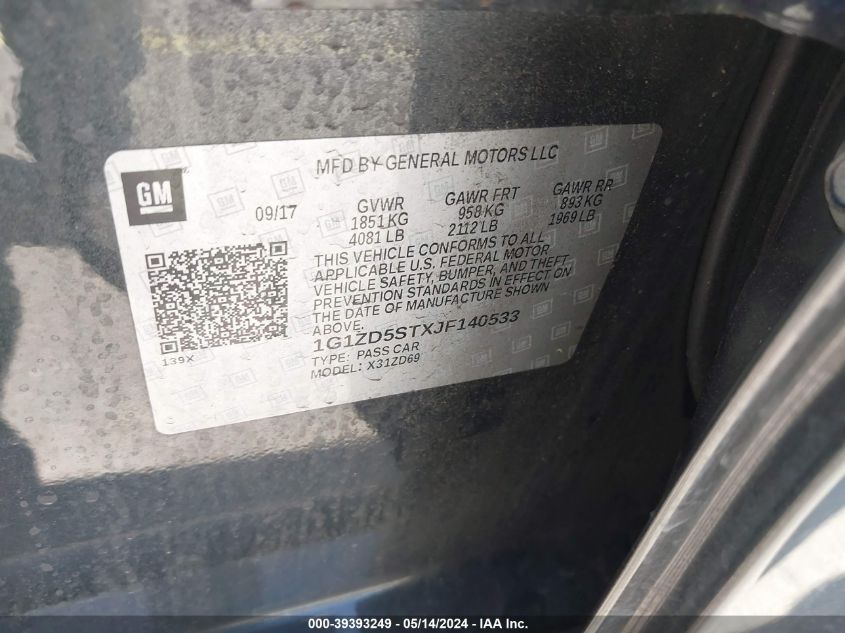 MFD BY GENERAL MOTORS LLC
GM
09/17 GVWR GAWR FRT GAWR RR
1851 KG 958 KG 893 KG
4081 LB 2112 LB 1969 LB
THIS VEHICLE CONFORMS TO ALL
APPLICABLE U.S. FEDERAL MOTOR
VEHICLE SAFETY, BUMPER, AND THEFT
PREVENTION STANDARDS IN EFFECT ON
THE DATE OF MANUFACTURE SHOWN
ABOVE.
139X
1G1ZD5STXJF140533
TYPE: PASS CAR
MODEL: X31ZD69
000-39393249 - 05/14/2024 - IAA Inc.